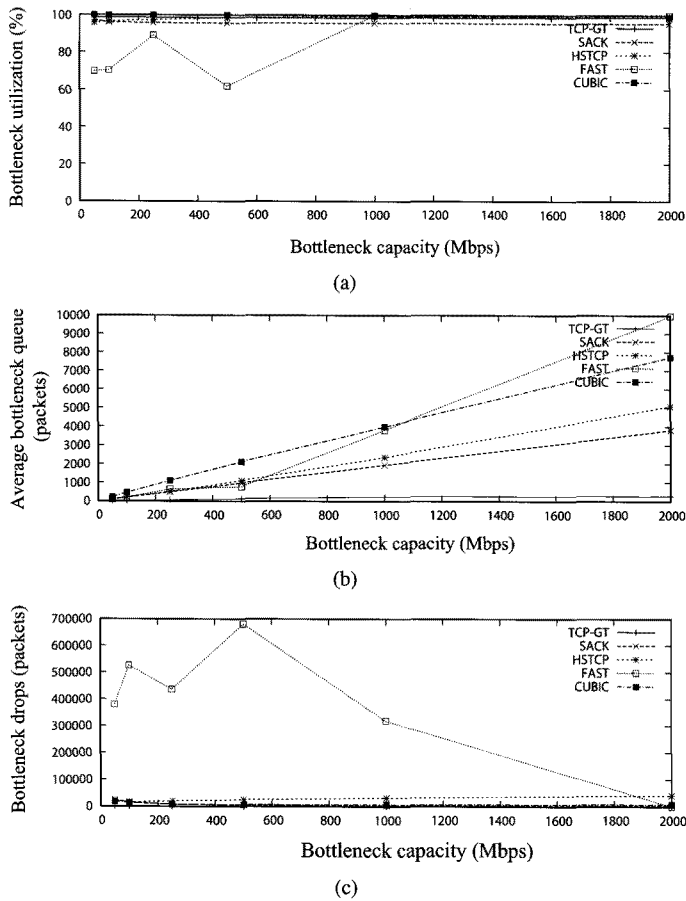 Bottleneck utilization (%)
100
80
60
40
20
0
TCP-GT
SACK
HSTCP
FAST
CUBIC
0 200 400 600 800 1000 1200 1400 1600 1800 2000
Bottleneck capacity (Mbps)
(a)
Average bottleneck queue
(packets)
10000
9000
8000
7000
6000
5000
4000
3000
2000
1000
0
TCP-GT
SACK
HSTCP
FAST
CUBIC
0 200 400 600 800 1000 1200 1400 1600 1800 2000
Bottleneck capacity (Mbps)
(b)
Bottleneck drops (packets)
700000
600000
500000
400000
300000
200000
100000
0
TCP-GT
SACK
HSTCP
FAST
CUBIC
0 200 400 600 800 1000 1200 1400 1600 1800 2000
Bottleneck capacity (Mbps)
(c)